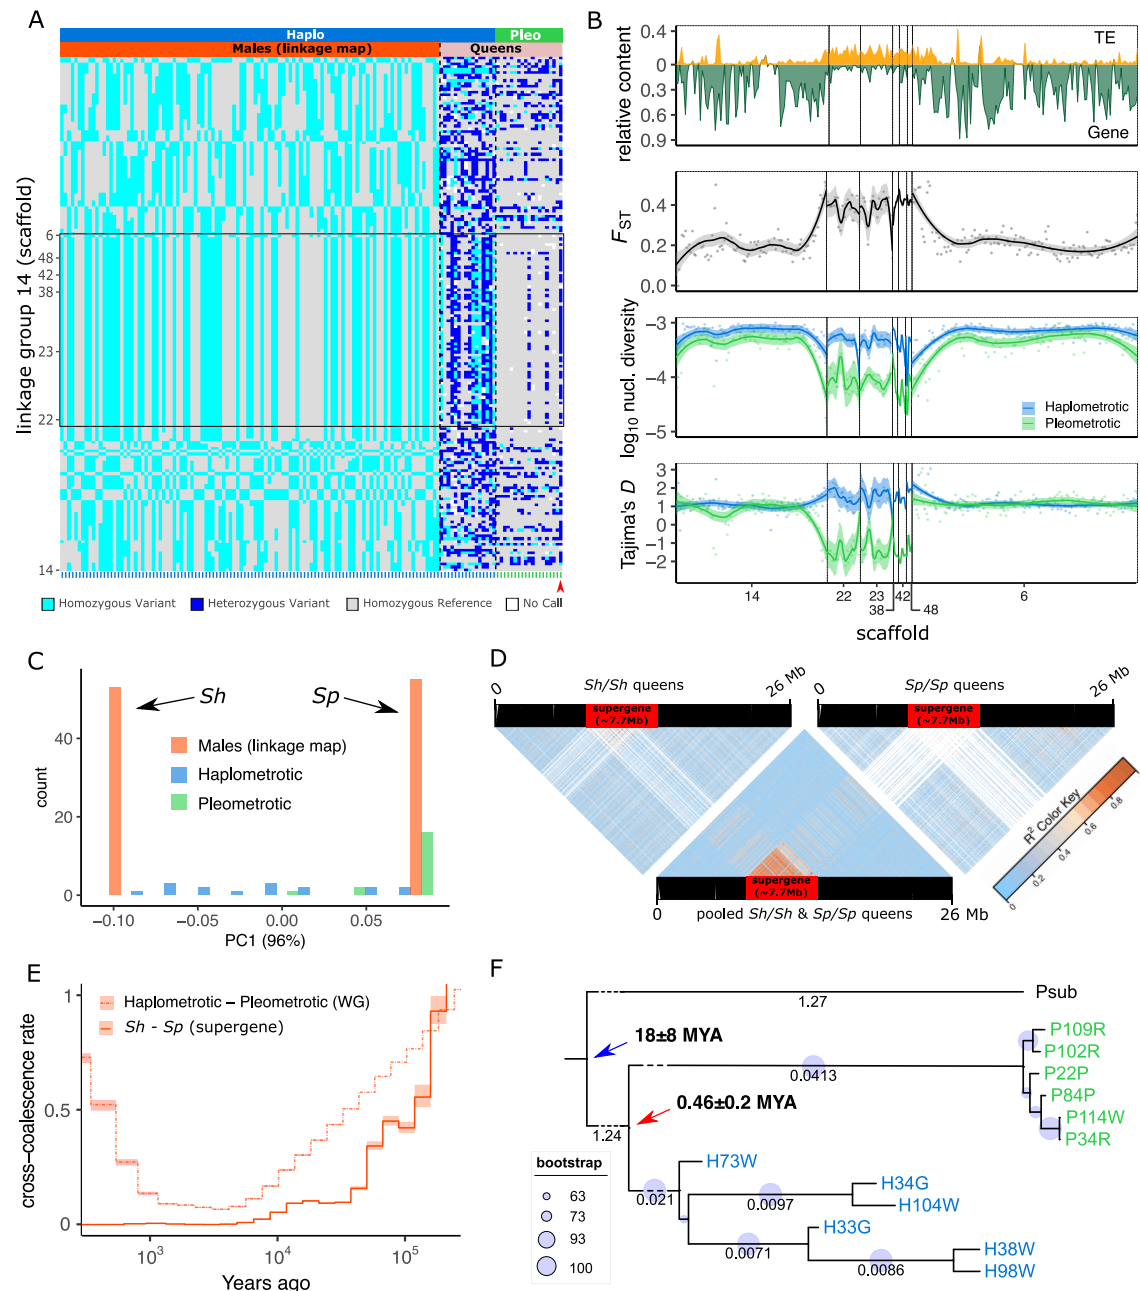 A
Haplo
Pleo
Males (linkage map)
Queens
linkage group 14 (scaffold)
6
48
42
38
23
22
14
Homozygous Variant
Heterozygous Variant
Homozygous Reference
No Call
B
TE
Gene
relative content
0.4
0
0.3
0.6
0.9
FST
0.4
0.2
0.0
log10 nucl. diversity
−3
−4
−5
Haplometrotic
Pleometrotic
Tajima's D
3
2
1
0
−1
−2
14
22
23
38
42
48
6
scaffold
C
Sh
Sp
Males (linkage map)
Haplometrotic
Pleometrotic
count
40
20
0
−0.10
−0.05
0.00
0.05
PC1 (96%)
D
0
Sh/Sh queens
26 Mb
supergene
(~7.7Mb)
0
Sp/Sp queens
26 Mb
supergene
(~7.7Mb)
R2 Color Key
0
0.2
0.4
0.6
0.8
supergene
(~7.7Mb)
0
pooled Sh/Sh & Sp/Sp queens
26 Mb
E
Haplometrotic – Pleometrotic (WG)
Sh - Sp (supergene)
cross−coalescence rate
1
0.5
0
103
104
105
Years ago
F
1.27
Psub
18±8 MYA
0.0413
P109R
P102R
P22P
P84P
P114W
P34R
0.46±0.2 MYA
1.24
bootstrap
63
73
93
100
H73W
0.021
H34G
0.0097
H104W
H33G
0.0071
H38W
0.0086
H98W